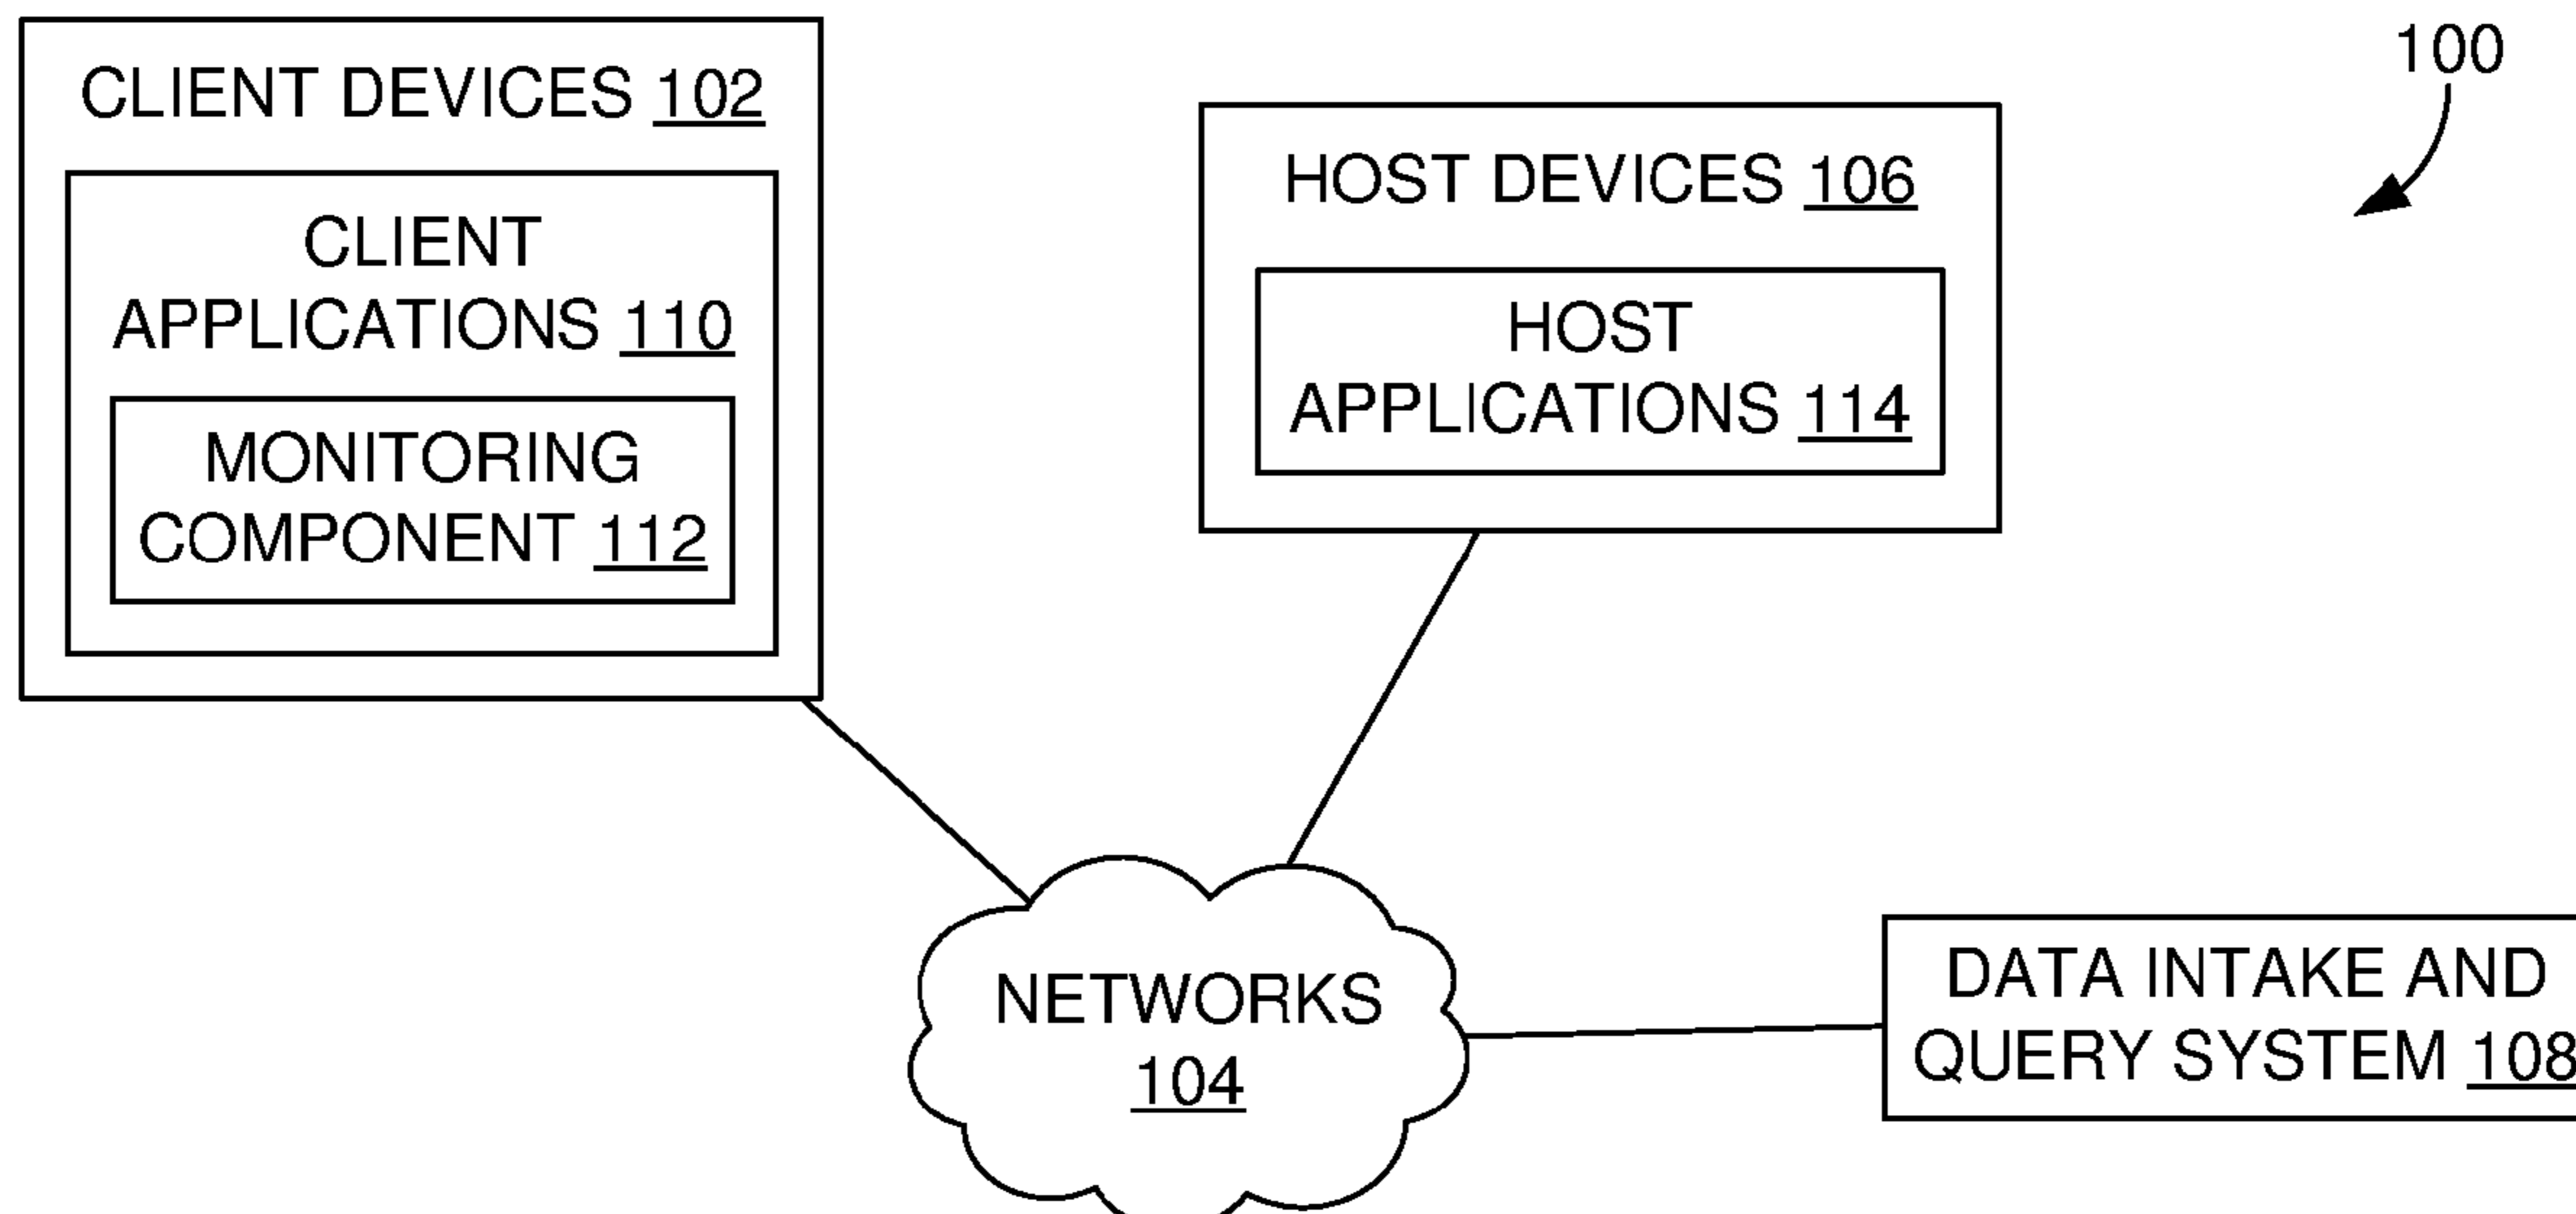 CLIENT DEVICES 102
CLIENT
APPLICATIONS 110
MONITORING
COMPONENT 112
100
HOST DEVICES 106
HOST
APPLICATIONS 114
NETWORKS
104
DATA INTAKE AND
QUERY SYSTEM 108